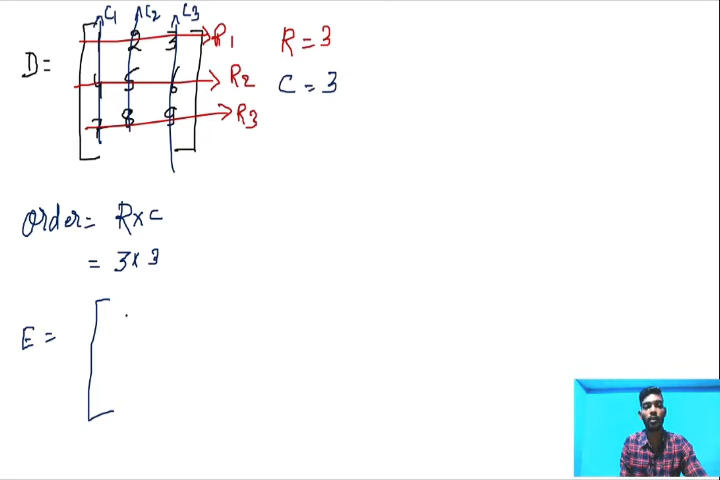 C1 C2 C3
2 3 R1 R = 3
D = 4 5 6 R2 C = 3
7 8 9 R3
Order = R x C
= 3 x 3
E =